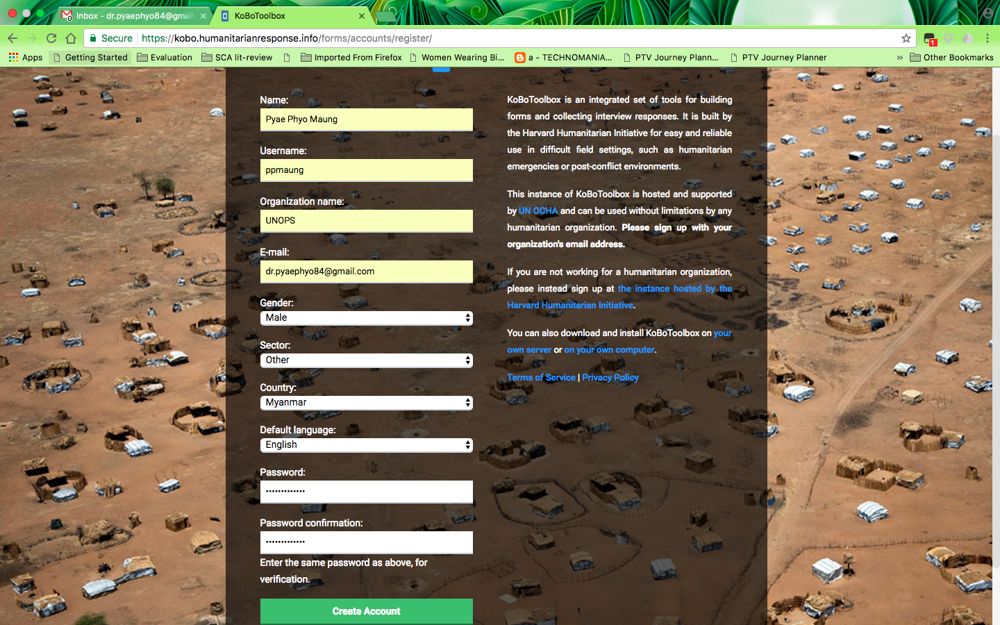 Inbox - dr.pyaephyo84@gmail
KoBoToolbox
Secure
https://kobo.humanitarianresponse.info/forms/accounts/register/
1
Apps
Getting Started
Evaluation
SCA lit-review
Imported From Firefox
Women Wearing Bi...
a - TECHNOMANIA...
PTV Journey Plann...
PTV Journey Planner
»
Other Bookmarks
Name:
Pyae Phyo Maung
Username:
ppmaung
Organization name:
UNOPS
E-mail:
dr.pyaephyo84@gmail.com
Gender:
Male
Sector:
Other
Country:
Myanmar
Default language:
English
Password:
•••••••••••••
Password confirmation:
•••••••••••••
Enter the same password as above, for
verification.
Create Account
KoBoToolbox is an integrated set of tools for building
forms and collecting interview responses. It is built by
the Harvard Humanitarian Initiative for easy and reliable
use in difficult field settings, such as humanitarian
emergencies or post-conflict environments.
This instance of KoBoToolbox is hosted and supported
by UN OCHA and can be used without limitations by any
humanitarian organization. Please sign up with your
organization's email address.
If you are not working for a humanitarian organization,
please instead sign up at the instance hosted by the
Harvard Humanitarian Initiative.
You can also download and install KoBoToolbox on your
own server or on your own computer.
Terms of Service | Privacy Policy